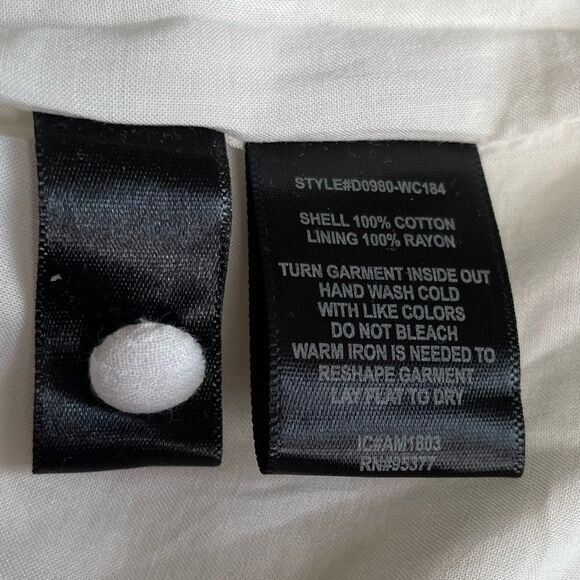 STYLE#D0980-WC184
SHELL 100% COTTON
LINING 100% RAYON
TURN GARMENT INSIDE OUT
HAND WASH COLD
WITH LIKE COLORS
DO NOT BLEACH
WARM IRON IS NEEDED TO
RESHAPE GARMENT
LAY FLAT TO DRY
IC#AM1803
RN#95377